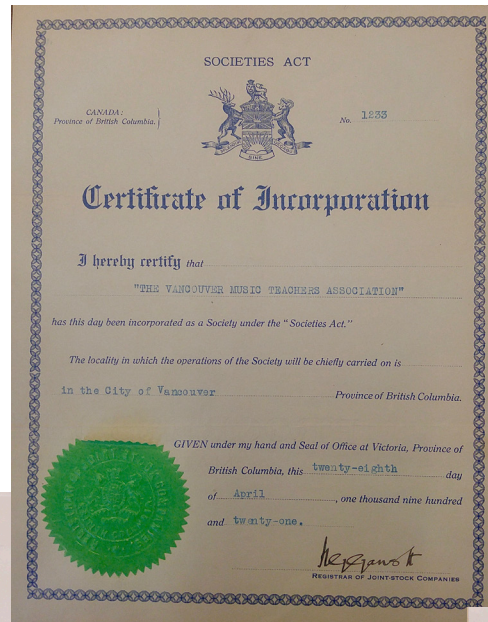 SOCIETIES ACT
CANADA:
Province of British Columbia.
No. 1233
Certificate of Incorporation
I hereby certify that
"THE VANCOUVER MUSIC TEACHERS ASSOCIATION"
has this day been incorporated as a Society under the "Societies Act."
The locality in which the operations of the Society will be chiefly carried on is
in the City of Vancouver Province of British Columbia.
GIVEN under my hand and Seal of Office at Victoria, Province of
British Columbia, this twenty-eighth day
of April, one thousand nine hundred
and twenty-one.
REGISTRAR OF JOINT-STOCK COMPANIES